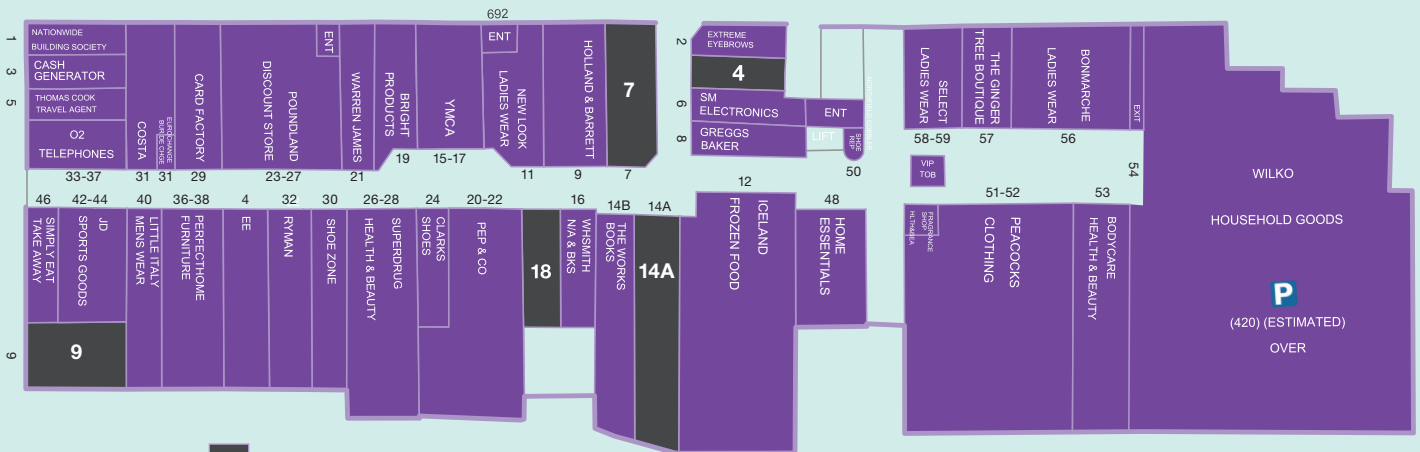 692
1
3
5
NATIONWIDE
BUILDING SOCIETY
CASH
GENERATOR
THOMAS COOK
TRAVEL AGENT
O2
TELEPHONES
COSTA
EUROCHANGE
BUREDE CHGE
CARD FACTORY
POUNDLAND
DISCOUNT STORE
ENT
WARREN JAMES
BRIGHT
PRODUCTS
YMCA
ENT
NEW LOOK
LADIES WEAR
HOLLAND & BARRETT
7
33-37
31
31
29
23-27
21
19
15-17
11
9
7
2
6
8
EXTREME
EYEBROWS
4
SM
ELECTRONICS
GREGGS
BAKER
ENT
LIFT
SHOE
REP
50
SELECT
LADIES WEAR
THE GINGER
TREE BOUTIQUE
BONMARCHE
LADIES WEAR
EXIT
58-59
57
56
54
VIP
TOB
46
42-44
40
36-38
4
32
30
26-28
24
20-22
16
14B
14A
12
48
51-52
53
SIMPLY EAT
TAKE AWAY
JD
SPORTS GOODS
LITTLE ITALY
MENS WEAR
PERFECTHOME
FURNITURE
EE
RYMAN
SHOE ZONE
SUPERDRUG
HEALTH & BEAUTY
CLARKS
SHOES
PEP & CO
18
WHSMITH
N/A & BKS
THE WORKS
BOOKS
14A
ICELAND
FROZEN FOOD
HOME
ESSENTIALS
FRAGRANCE
SHOP
PEACOCKS
CLOTHING
BODYCARE
HEALTH & BEAUTY
WILKO
HOUSEHOLD GOODS
P
(420) (ESTIMATED)
OVER
9
9